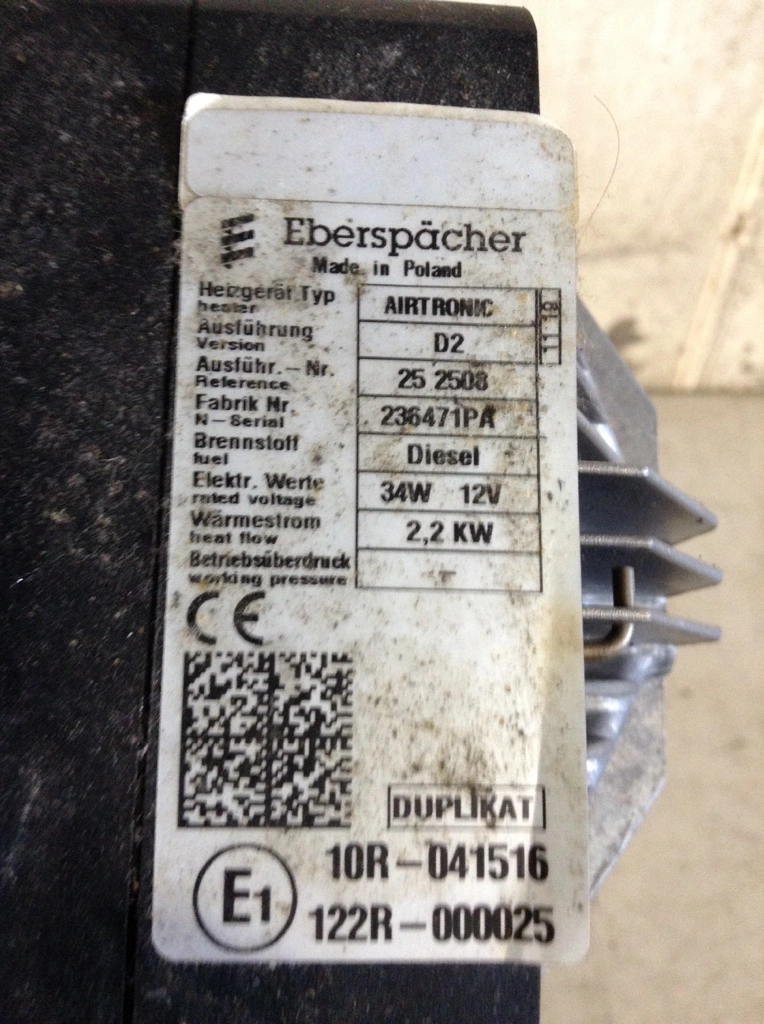 Eberspächer
Made in Poland
Heizgerät Typ
heater
AIRTRONIC
11 19
Ausführung
Version
D2
Ausführ.-Nr.
Reference
25 2508
Fabrik Nr.
N-Serial
236471PA
Brennstoff
fuel
Diesel
Elektr. Werte
rated voltage
34W 12V
Wärmestrom
heat flow
2,2 KW
Betriebsüberdruck
working pressure
–
CE
DUPLIKAT
E1
10R-041516
122R-000025